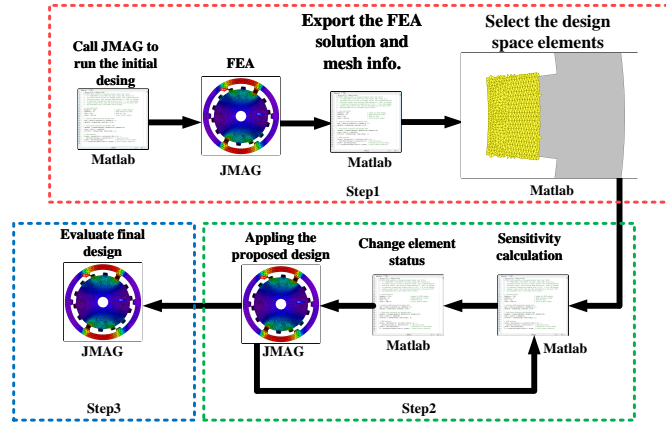 Call JMAG to
run the initial
desing
Matlab
FEA
JMAG
Export the FEA
solution and
mesh info.
Matlab
Select the design
space elements
Matlab
Step1
Evaluate final
design
JMAG
Step3
Appling the
proposed design
JMAG
Change element
status
Matlab
Sensitivity
calculation
Matlab
Step2